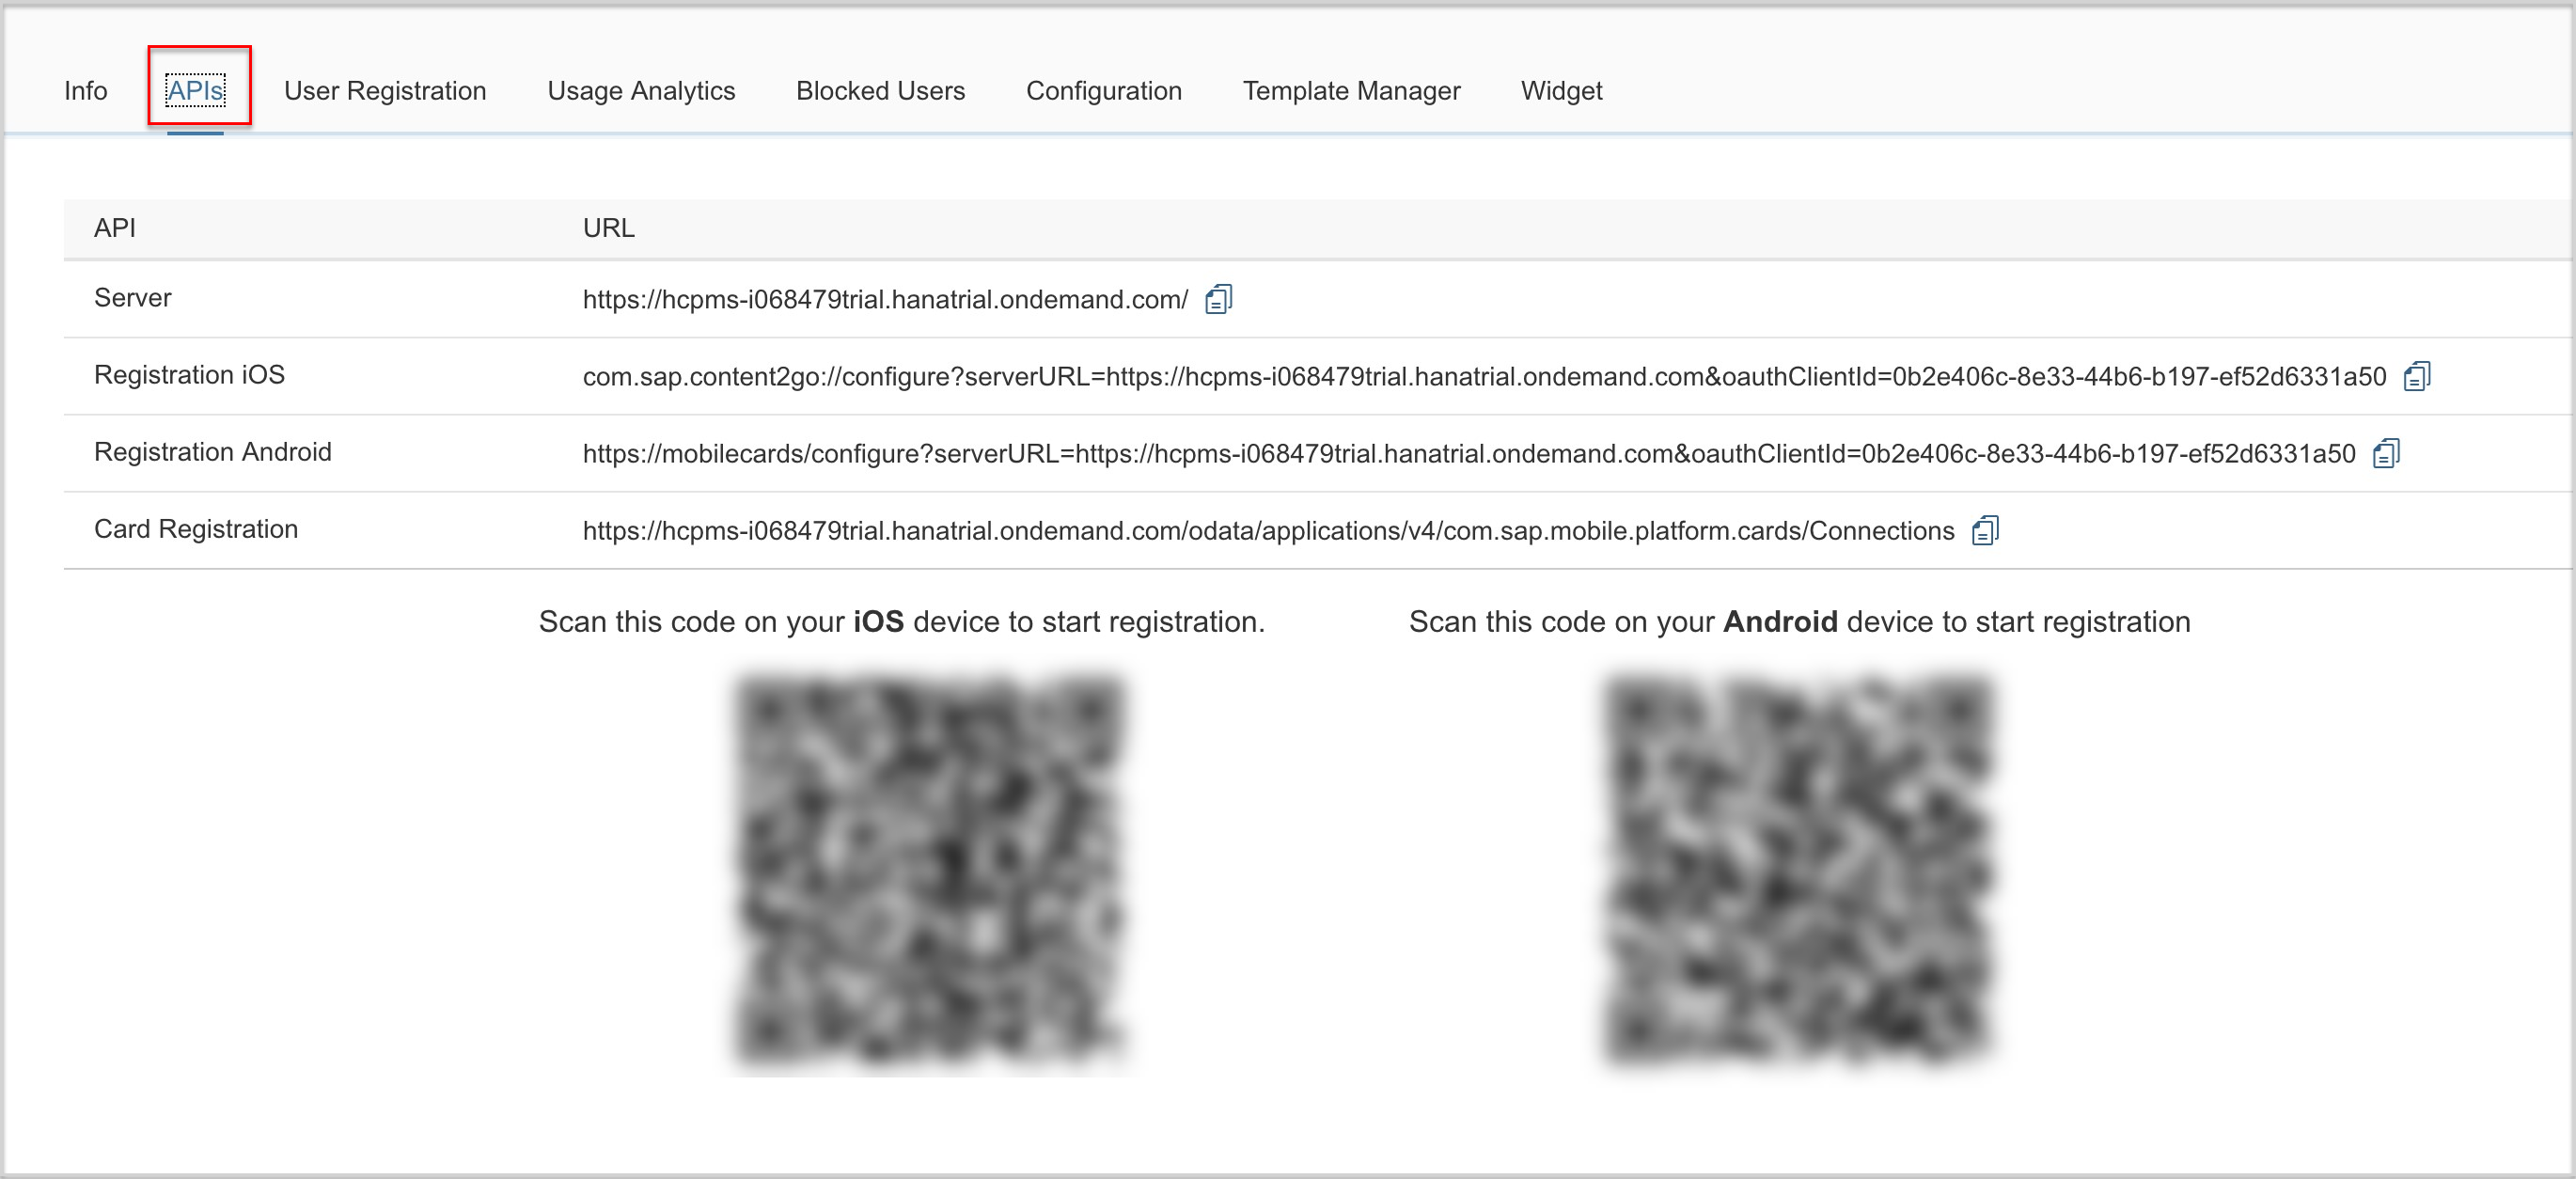 Info APIs User Registration Usage Analytics Blocked Users Configuration Template Manager Widget
API URL
Server https://hcpms-i068479trial.hanatrial.ondemand.com/
Registration iOS com.sap.content2go://configure?serverURL=https://hcpms-i068479trial.hanatrial.ondemand.com&oauthClientId=0b2e406c-8e33-44b6-b197-ef52d6331a50
Registration Android https://mobilecards/configure?serverURL=https://hcpms-i068479trial.hanatrial.ondemand.com&oauthClientId=0b2e406c-8e33-44b6-b197-ef52d6331a50
Card Registration https://hcpms-i068479trial.hanatrial.ondemand.com/odata/applications/v4/com.sap.mobile.platform.cards/Connections
Scan this code on your iOS device to start registration. Scan this code on your Android device to start registration